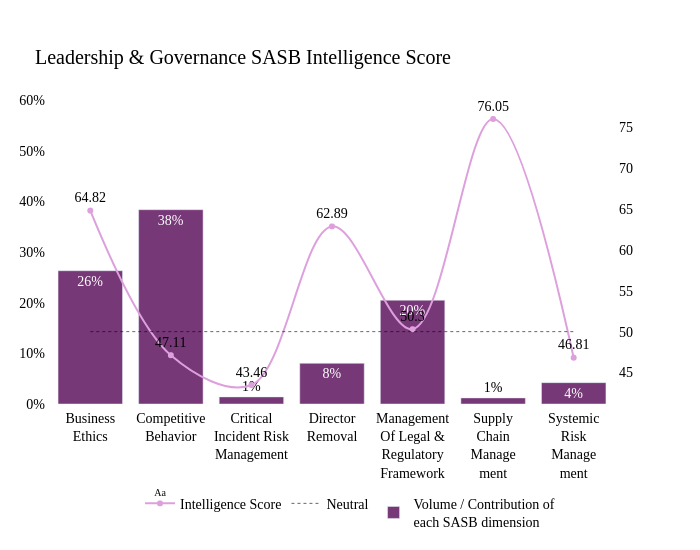 Leadership & Governance SASB Intelligence Score
60%
50%
40%
30%
20%
10%
0%
75
70
65
60
55
50
45
64.82
47.11
43.46
62.89
50.3
76.05
46.81
26%
38%
1%
8%
20%
1%
4%
Business
Ethics
Competitive
Behavior
Critical
Incident Risk
Management
Director
Removal
Management
Of Legal &
Regulatory
Framework
Supply
Chain
Manage
ment
Systemic
Risk
Manage
ment
Aa
Intelligence Score
Neutral
Volume / Contribution of
each SASB dimension